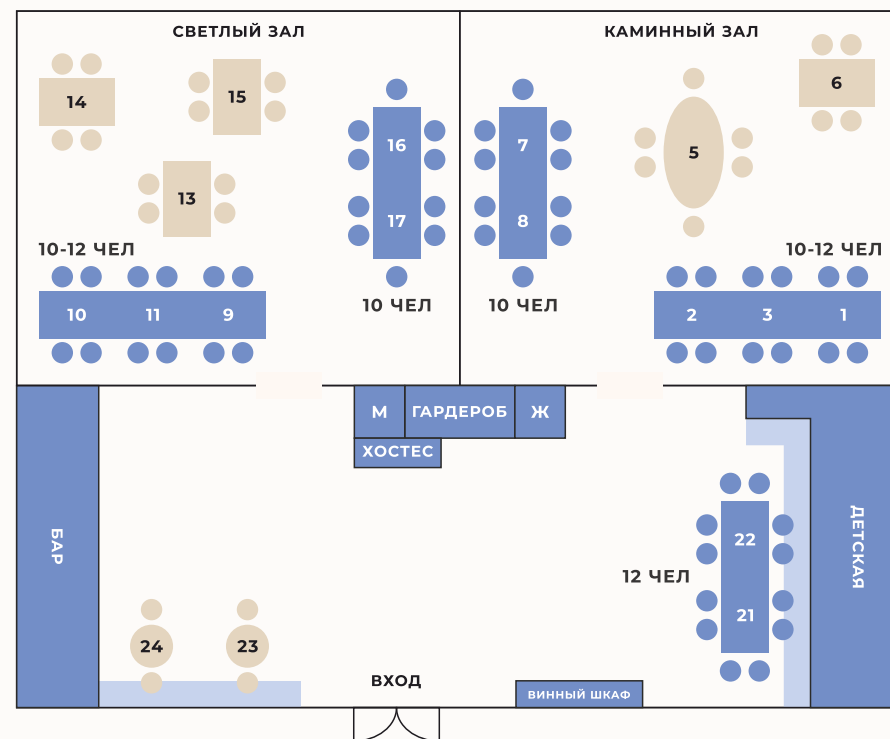 СВЕТЛЫЙ ЗАЛ
КАМИННЫЙ ЗАЛ
14
15
13
16
17
7
8
5
6
10-12 ЧЕЛ
10 ЧЕЛ
10 ЧЕЛ
10-12 ЧЕЛ
10
11
9
2
3
1
М
ГАРДЕРОБ
Ж
ХОСТЕС
БАР
22
21
12 ЧЕЛ
ДЕТСКАЯ
24
23
ВХОД
ВИННЫЙ ШКАФ